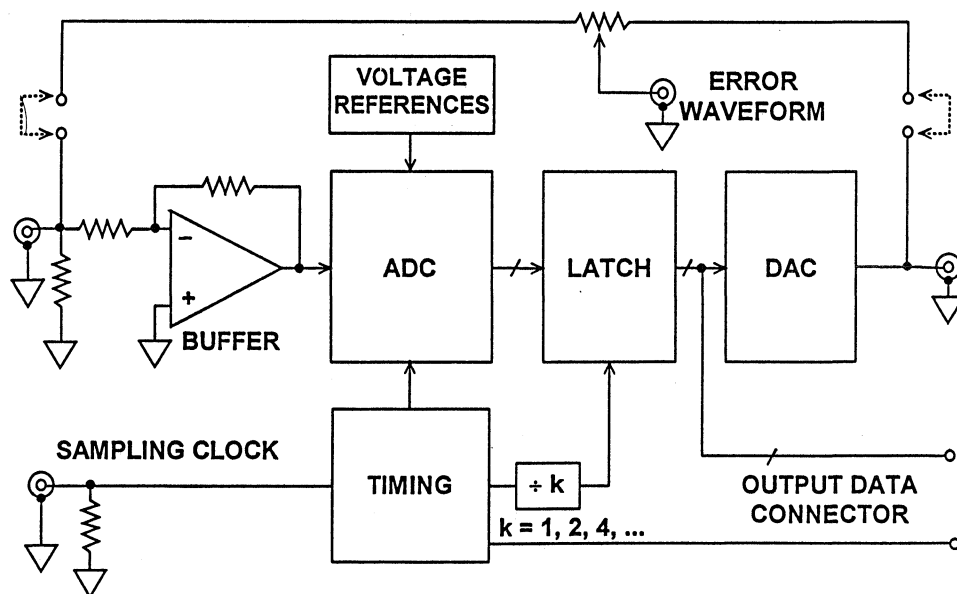 VOLTAGE
REFERENCES
ERROR
WAVEFORM
−
+
BUFFER
ADC
LATCH
DAC
SAMPLING CLOCK
TIMING
÷ k
k = 1, 2, 4, ...
OUTPUT DATA
CONNECTOR